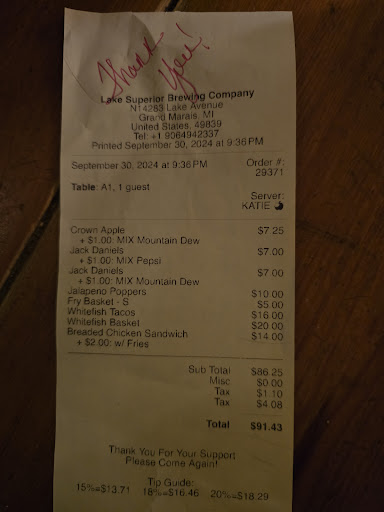 Thank
You!
Lake Superior Brewing Company
N14283 Lake Avenue
Grand Marais, MI
United States, 49839
Tel: +1 9064942337
Printed September 30, 2024 at 9:36 PM
September 30, 2024 at 9:36 PM Order #:
29371
Table: A1, 1 guest
Server:
KATIE
Crown Apple $7.25
+ $1.00: MIX Mountain Dew
Jack Daniels $7.00
+ $1.00: MIX Pepsi
Jack Daniels $7.00
+ $1.00: MIX Mountain Dew
Jalapeno Poppers $10.00
Fry Basket - S $5.00
Whitefish Tacos $16.00
Whitefish Basket $20.00
Breaded Chicken Sandwich $14.00
+ $2.00: w/ Fries
Sub Total $86.25
Misc $0.00
Tax $1.10
Tax $4.08
Total $91.43
Thank You For Your Support
Please Come Again!
Tip Guide:
15%=$13.71 18%=$16.46 20%=$18.29